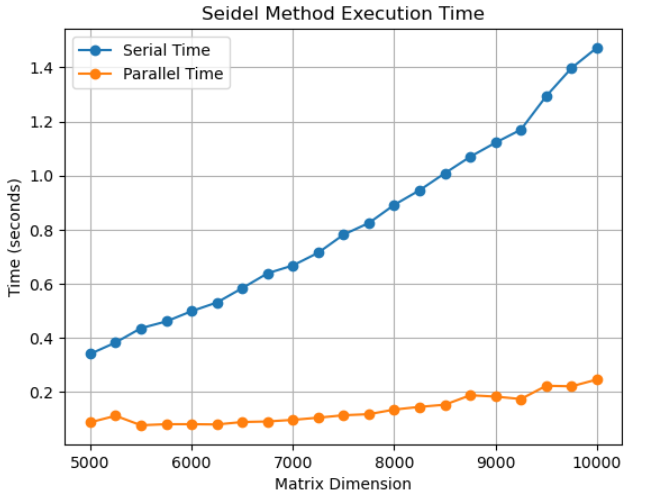 Seidel Method Execution Time
Serial Time
Parallel Time
Time (seconds)
1.4
1.2
1.0
0.8
0.6
0.4
0.2
5000 6000 7000 8000 9000 10000
Matrix Dimension